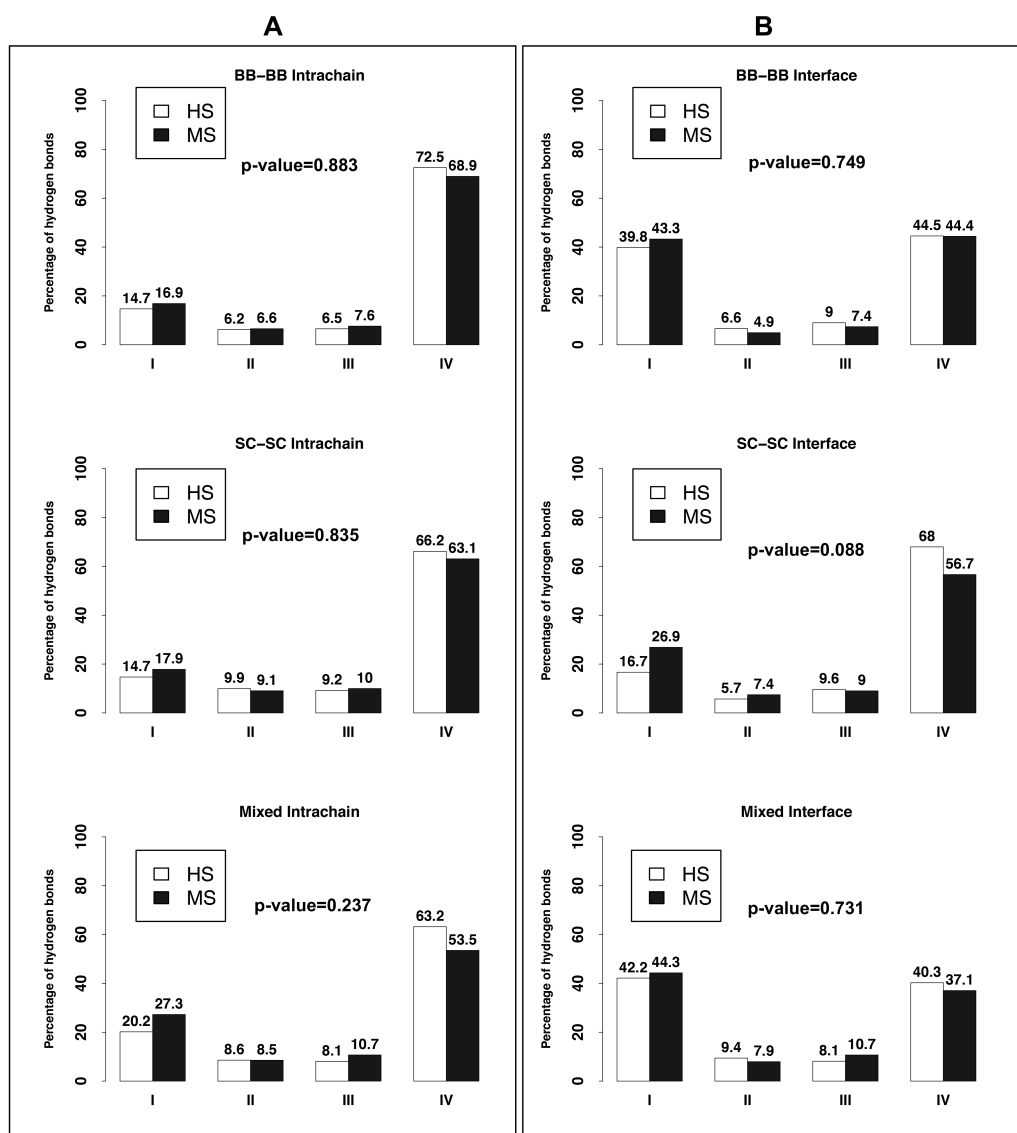 A
BB–BB Intrachain
Percentage of hydrogen bonds
0 20 40 60 80 100
HS
MS
p-value=0.883
14.7 16.9 6.2 6.6 6.5 7.6 72.5 68.9
I II III IV
SC–SC Intrachain
Percentage of hydrogen bonds
0 20 40 60 80 100
HS
MS
p-value=0.835
14.7 17.9 9.9 9.1 9.2 10 66.2 63.1
I II III IV
Mixed Intrachain
Percentage of hydrogen bonds
0 20 40 60 80 100
HS
MS
p-value=0.237
20.2 27.3 8.6 8.5 8.1 10.7 63.2 53.5
I II III IV
B
BB–BB Interface
Percentage of hydrogen bonds
0 20 40 60 80 100
HS
MS
p-value=0.749
39.8 43.3 6.6 4.9 9 7.4 44.5 44.4
I II III IV
SC–SC Interface
Percentage of hydrogen bonds
0 20 40 60 80 100
HS
MS
p-value=0.088
16.7 26.9 5.7 7.4 9.6 9 68 56.7
I II III IV
Mixed Interface
Percentage of hydrogen bonds
0 20 40 60 80 100
HS
MS
p-value=0.731
42.2 44.3 9.4 7.9 8.1 10.7 40.3 37.1
I II III IV